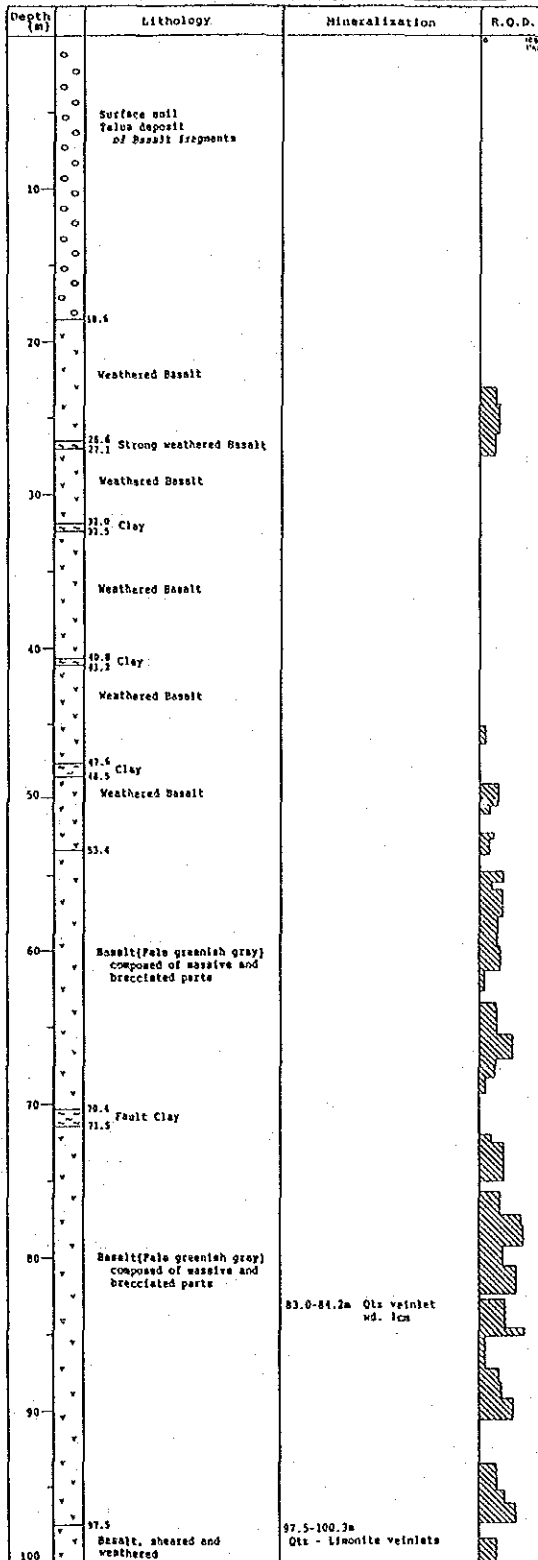 Depth (m) Lithology Mineralization R.Q.D.
0
Surface soil
Talus deposit
of Basalt fragments
10
18.6
20
Weathered Basalt
26.6
27.1 Strong weathered Basalt
Weathered Basalt
30
32.0
32.5 Clay
Weathered Basalt
40
40.8
41.2 Clay
Weathered Basalt
47.6
48.5 Clay
50
Weathered Basalt
53.4
60
Basalt(Pale greenish gray)
composed of massive and
brecciated parts
70
70.4
71.5 Fault Clay
80
Basalt(Pale greenish gray)
composed of massive and
brecciated parts
83.0-84.2m Qtz veinlet
wd. 1cm
90
97.5
97.5-100.3m
Qtz - Limonite veinlets
Basalt, sheared and
weathered
100